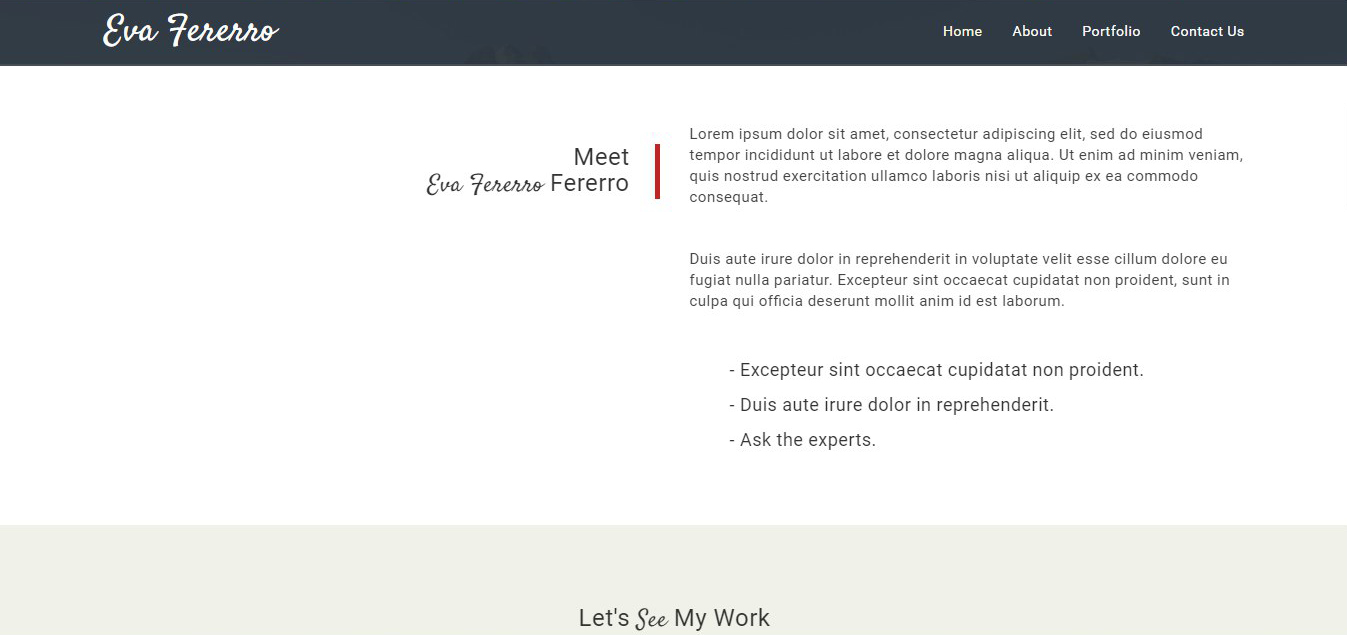 Eva Fererro
Home About Portfolio Contact Us
Meet
Eva Fererro Fererro
Lorem ipsum dolor sit amet, consectetur adipiscing elit, sed do eiusmod
tempor incididunt ut labore et dolore magna aliqua. Ut enim ad minim veniam,
quis nostrud exercitation ullamco laboris nisi ut aliquip ex ea commodo
consequat.
Duis aute irure dolor in reprehenderit in voluptate velit esse cillum dolore eu
fugiat nulla pariatur. Excepteur sint occaecat cupidatat non proident, sunt in
culpa qui officia deserunt mollit anim id est laborum.
- Excepteur sint occaecat cupidatat non proident.
- Duis aute irure dolor in reprehenderit.
- Ask the experts.
Let's See My Work